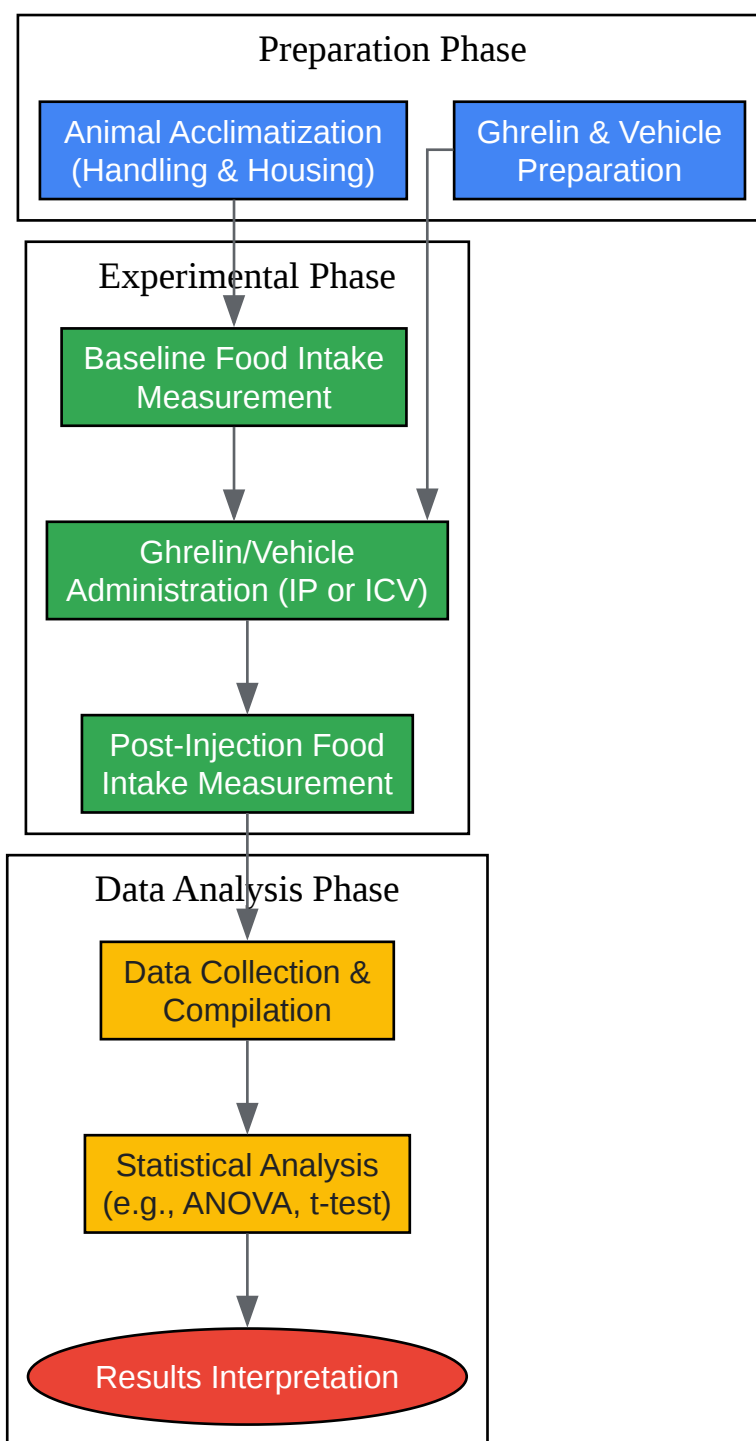 Preparation Phase
Animal Acclimatization
(Handling & Housing)
Ghrelin & Vehicle
Preparation
Experimental Phase
Baseline Food Intake
Measurement
Ghrelin/Vehicle
Administration (IP or ICV)
Post-Injection Food
Intake Measurement
Data Analysis Phase
Data Collection &
Compilation
Statistical Analysis
(e.g., ANOVA, t-test)
Results Interpretation